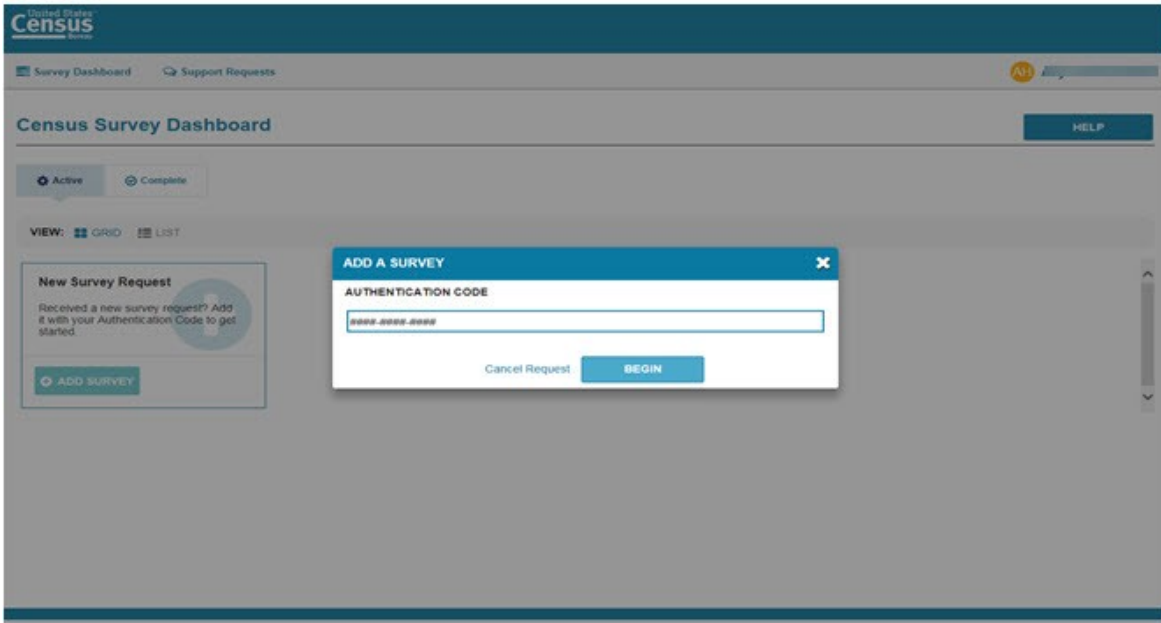 United States™
Census
Bureau
Survey Dashboard Support Requests
AH
Census Survey Dashboard
HELP
Active Complete
VIEW: GRID LIST
New Survey Request
Received a new survey request? Add
it with your Authentication Code to get
started.
ADD SURVEY
ADD A SURVEY
AUTHENTICATION CODE
####-####-####
Cancel Request BEGIN